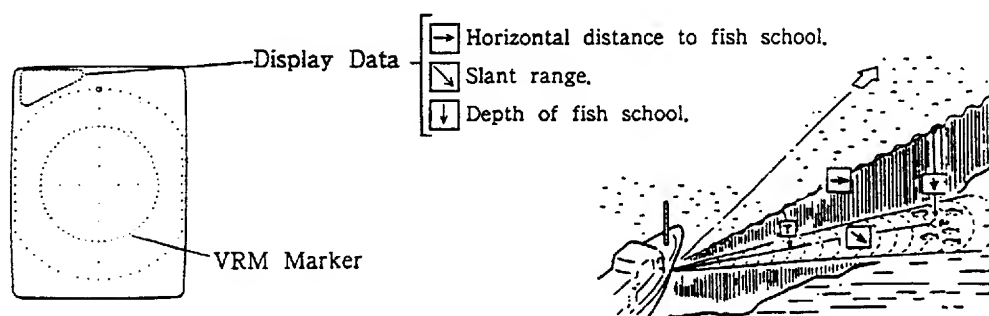 Display Data
→ Horizontal distance to fish school.
↘ Slant range.
↓ Depth of fish school.
VRM Marker
→
↓
T
↘